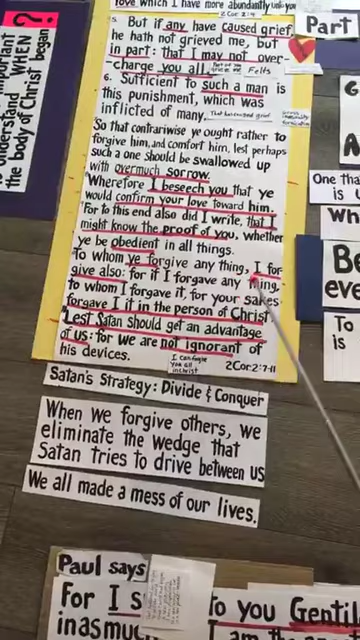 love which I have more abundantly unto you
2Cor 2:4
5. But if any have caused grief,
he hath not grieved me, but
in part: that I may not over-
charge you all.
6. Sufficient to such a man is
this punishment, which was
inflicted of many.
So that contrariwise ye ought rather to
forgive him, and comfort him, lest perhaps
such a one should be swallowed up
with overmuch sorrow.
Wherefore I beseech you that ye
would confirm your love toward him.
For to this end also did I write, that I
might know the proof of you, whether
ye be obedient in all things.
To whom ye forgive any thing, I for
give also: for if I forgave any thing,
to whom I forgave it, for your sakes
forgave I it in the person of Christ
Lest Satan should get an advantage
of us: for we are not ignorant of
his devices.
2Cor:2:7-11
Satan's Strategy: Divide & Conquer
When we forgive others, we
eliminate the wedge that
Satan tries to drive between us
We all made a mess of our lives.
Paul says
For I s
inasmuch
to you Gentil
I am the
understand important
WHEN
the body of Christ began
?
Part
6
A
One tha
is u
Wh
Be
eve
To
is